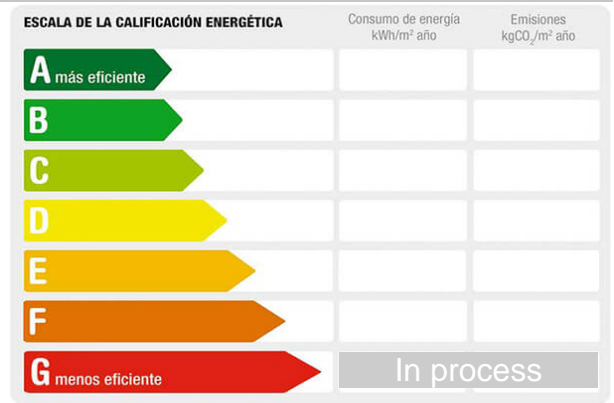 ESCALA DE LA CALIFICACIÓN ENERGÉTICA
Consumo de energía
kWh/m² año
Emisiones
kgCO₂/m² año
A más eficiente
B
C
D
E
F
G menos eficiente
In process